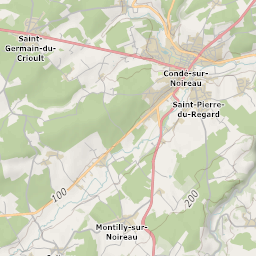 Saint-
Germain-du-
Crioult
Condé-sur-
Noireau
Saint-Pierre-
du-Regard
100
200
Montilly-sur-
Noireau